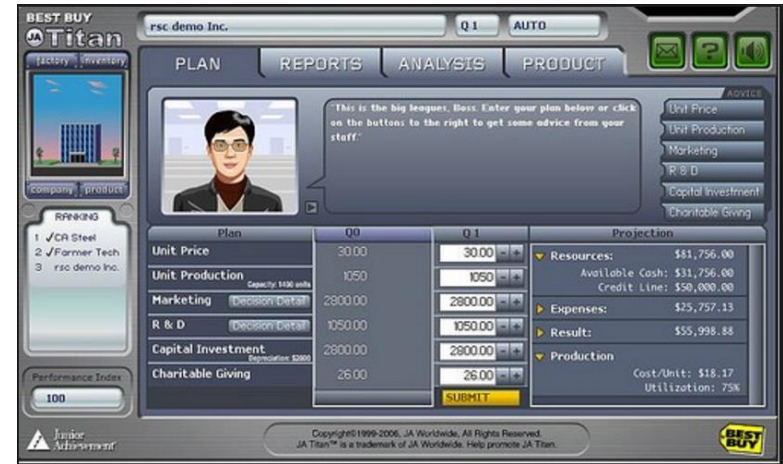 BEST BUY
JA Titan
rsc demo Inc.
Q 1
AUTO
factory inventory
company product
PLAN
REPORTS
ANALYSIS
PRODUCT
ADVICE
"This is the big leagues, Boss. Enter your plan below or click
on the buttons to the right to get some advice from your
staff."
Unit Price
Unit Production
Marketing
R & D
Capital Investment
Charitable Giving
RANKING
1 ✓CA Steel
2 ✓Farmer Tech
3 rsc demo Inc.
Performance Index
100
Plan Q0 Q 1
Unit Price 30.00 30.00 - +
Unit Production 1050 1050 - +
Capacity: 1400 units
Marketing Decision Detail 2800.00 2800.00 - +
R & D Decision Detail 1050.00 1050.00 - +
Capital Investment 2800.00 2800.00 - +
Charitable Giving 26.00 26.00 - +
SUBMIT
Projection
Resources: $81,756.00
Available Cash: $31,756.00
Credit Line: $50,000.00
Expenses: $25,757.13
Result: $55,998.88
Production
Cost/Unit: $18.17
Utilization: 75%
Junior
Achievement
Copyright©1999-2006, JA Worldwide, All Rights Reserved.
JA Titan™ is a trademark of JA Worldwide. Help promote JA Titan.
BEST
BUY